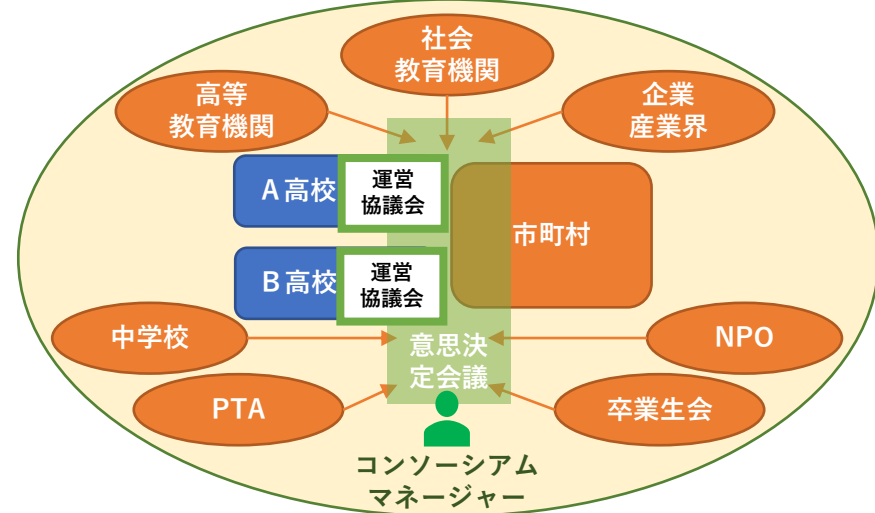 社会
教育機関
高等
教育機関
企業
産業界
A高校
運営
協議会
市町村
B高校
運営
協議会
中学校
意思決
定会議
NPO
PTA
卒業生会
コンソーシアム
マネージャー